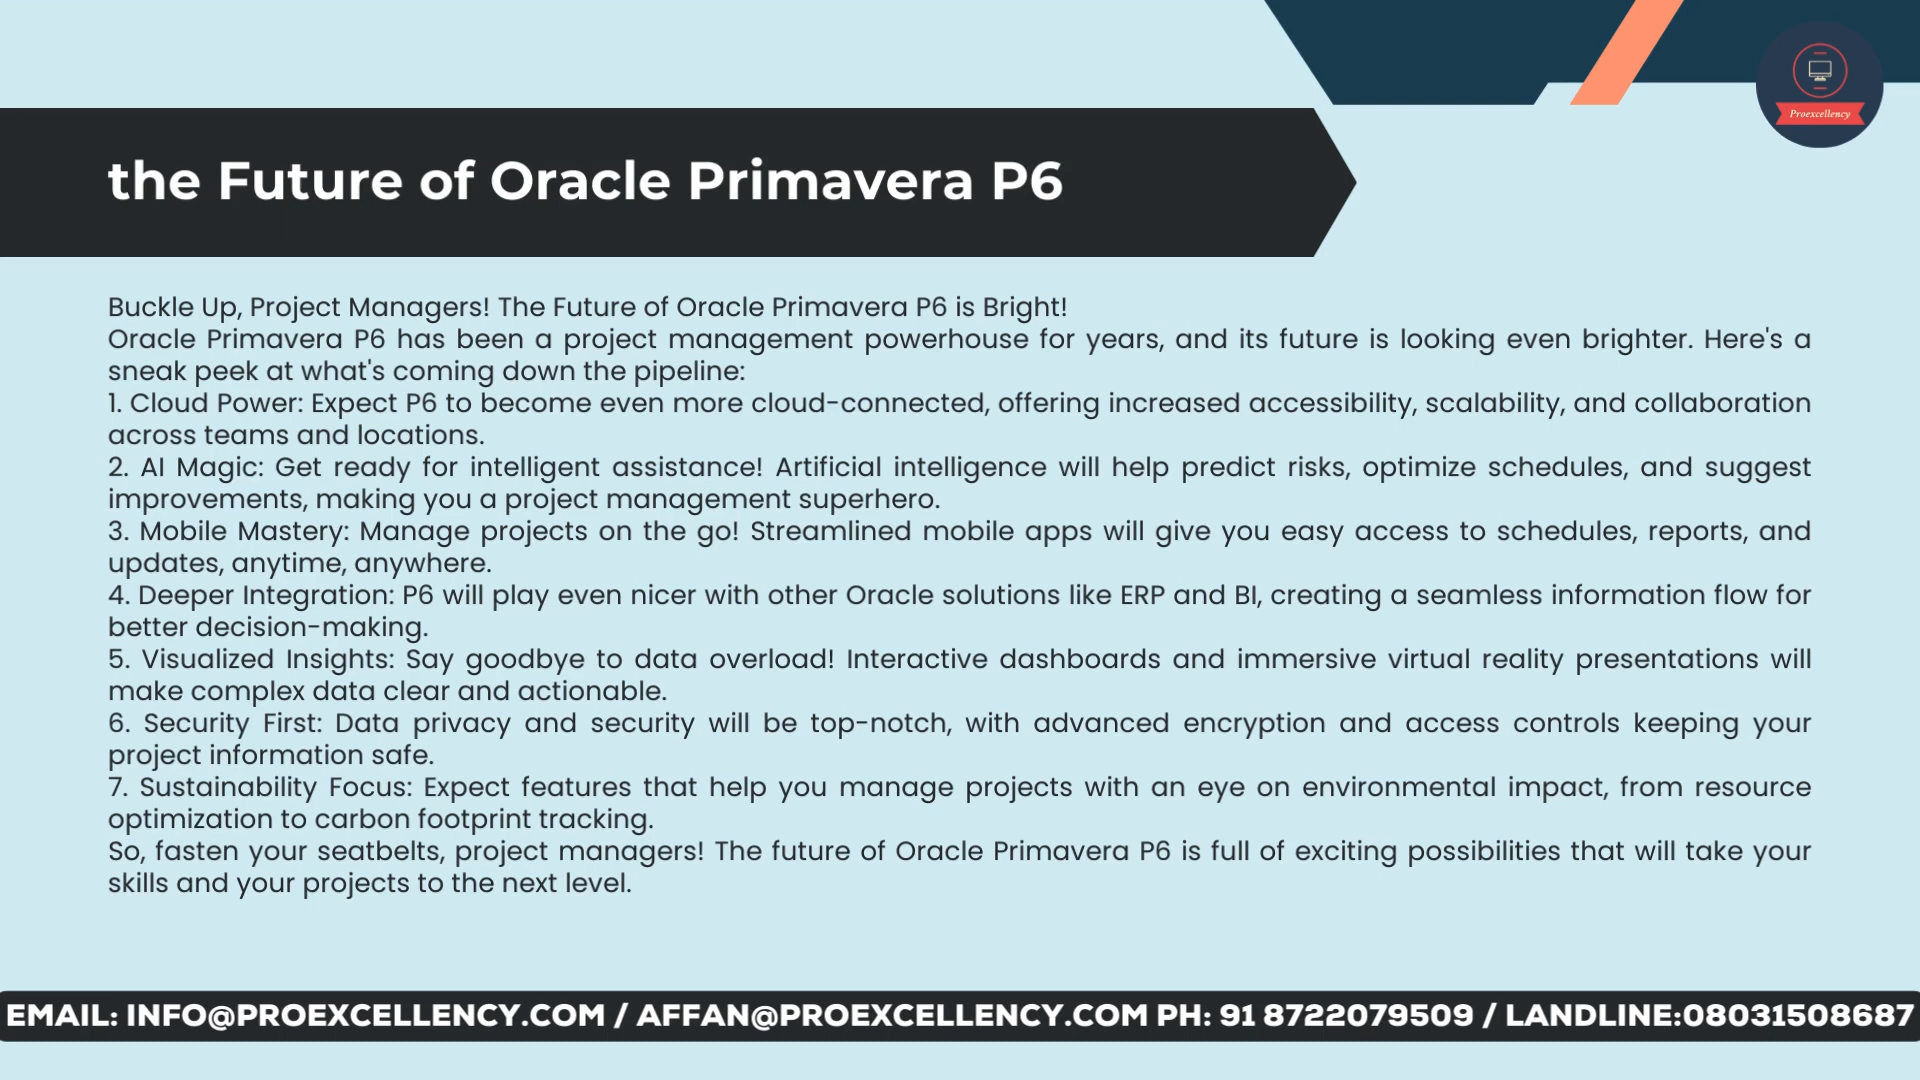 Proexcellency
the Future of Oracle Primavera P6
Buckle Up, Project Managers! The Future of Oracle Primavera P6 is Bright!
Oracle Primavera P6 has been a project management powerhouse for years, and its future is looking even brighter. Here's a
sneak peek at what's coming down the pipeline:
1. Cloud Power: Expect P6 to become even more cloud-connected, offering increased accessibility, scalability, and collaboration
across teams and locations.
2. AI Magic: Get ready for intelligent assistance! Artificial intelligence will help predict risks, optimize schedules, and suggest
improvements, making you a project management superhero.
3. Mobile Mastery: Manage projects on the go! Streamlined mobile apps will give you easy access to schedules, reports, and
updates, anytime, anywhere.
4. Deeper Integration: P6 will play even nicer with other Oracle solutions like ERP and BI, creating a seamless information flow for
better decision-making.
5. Visualized Insights: Say goodbye to data overload! Interactive dashboards and immersive virtual reality presentations will
make complex data clear and actionable.
6. Security First: Data privacy and security will be top-notch, with advanced encryption and access controls keeping your
project information safe.
7. Sustainability Focus: Expect features that help you manage projects with an eye on environmental impact, from resource
optimization to carbon footprint tracking.
So, fasten your seatbelts, project managers! The future of Oracle Primavera P6 is full of exciting possibilities that will take your
skills and your projects to the next level.
EMAIL: INFO@PROEXCELLENCY.COM / AFFAN@PROEXCELLENCY.COM PH: 91 8722079509 / LANDLINE:08031508687